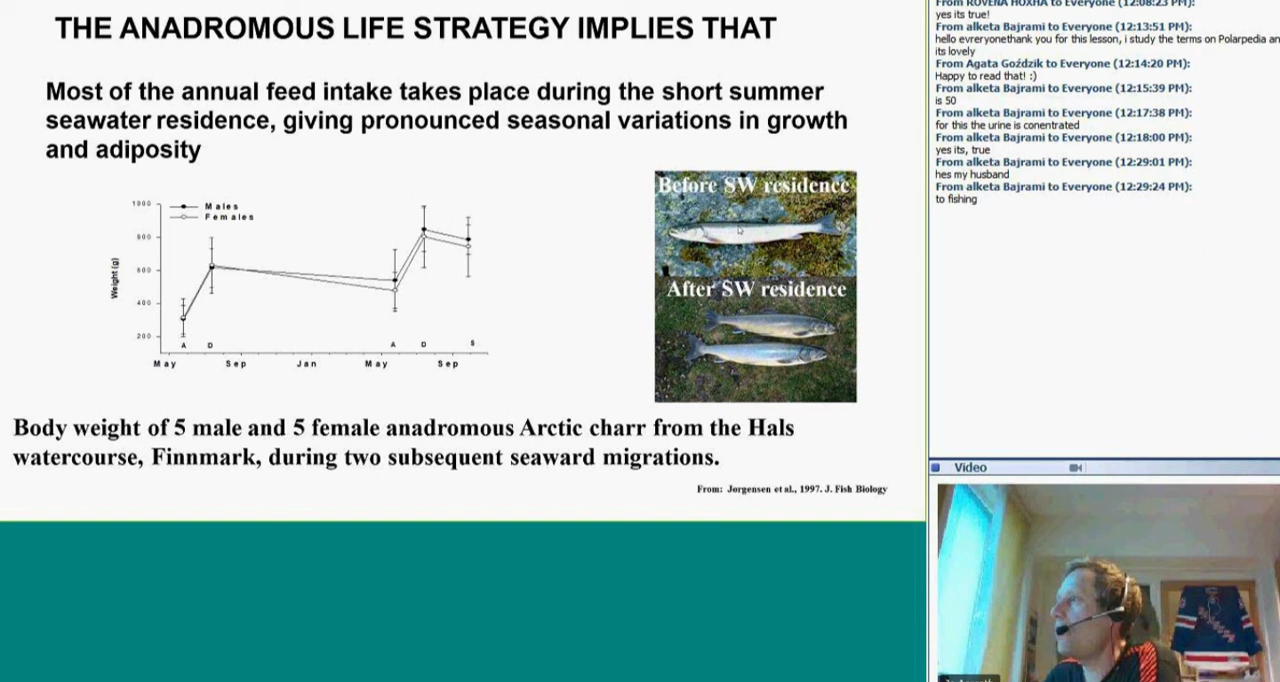 THE ANADROMOUS LIFE STRATEGY IMPLIES THAT
Most of the annual feed intake takes place during the short summer
seawater residence, giving pronounced seasonal variations in growth
and adiposity
1000
800
600
400
200
Weight (g)
Males
Females
A
D
A
D
S
May
Sep
Jan
May
Sep
Before SW residence
After SW residence
Body weight of 5 male and 5 female anadromous Arctic charr from the Hals
watercourse, Finnmark, during two subsequent seaward migrations.
From: Jørgensen et al., 1997. J. Fish Biology
From ROVENA HOXHA to Everyone (12:08:23 PM):
yes its true!
From alketa Bajrami to Everyone (12:13:51 PM):
hello evreryonethank you for this lesson, i study the terms on Polarpedia an
its lovely
From Agata Goździk to Everyone (12:14:20 PM):
Happy to read that! :)
From alketa Bajrami to Everyone (12:15:39 PM):
is 50
From alketa Bajrami to Everyone (12:17:38 PM):
for this the urine is conentrated
From alketa Bajrami to Everyone (12:18:00 PM):
yes its, true
From alketa Bajrami to Everyone (12:29:01 PM):
hes my husband
From alketa Bajrami to Everyone (12:29:24 PM):
to fishing
Video